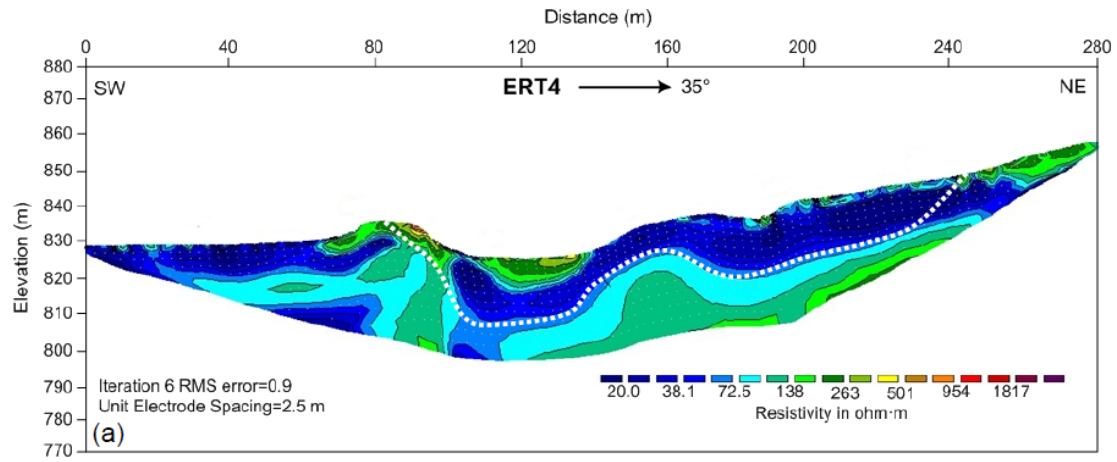 Distance (m)
0 40 80 120 160 200 240 280
880
870
860
850
840
830
820
810
800
790
780
770
Elevation (m)
SW
ERT4
35°
NE
Iteration 6 RMS error=0.9
Unit Electrode Spacing=2.5 m
20.0 38.1 72.5 138 263 501 954 1817
Resistivity in ohm·m
(a)